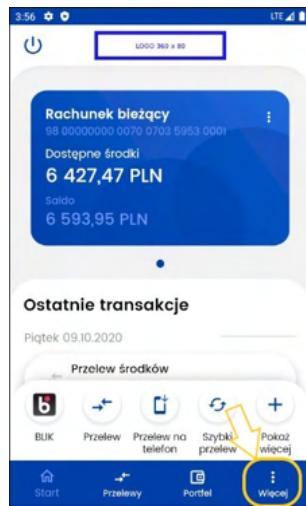 3:56
LTE
LOGO 360 x 80
Rachunek bieżący
98 00000000 0070 0703 5953 0001
Dostępne środki
6 427,47 PLN
Saldo
6 593,95 PLN
Ostatnie transakcje
Piątek 09.10.2020
Przelew środków
BLIK
Przelew
Przelew na telefon
Szybki przelew
Pokaż więcej
Start
Przelewy
Portfel
Więcej